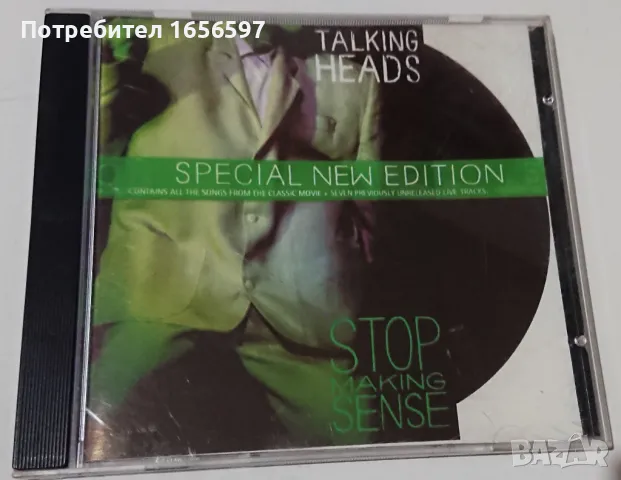 Потребител 1656597
TALKING
HEADS
SPECIAL NEW EDITION
CONTAINS ALL THE SONGS FROM THE CLASSIC MOVIE + SEVEN PREVIOUSLY UNRELEASED LIVE TRACKS.
STOP
MAKING
SENSE
BAZAR